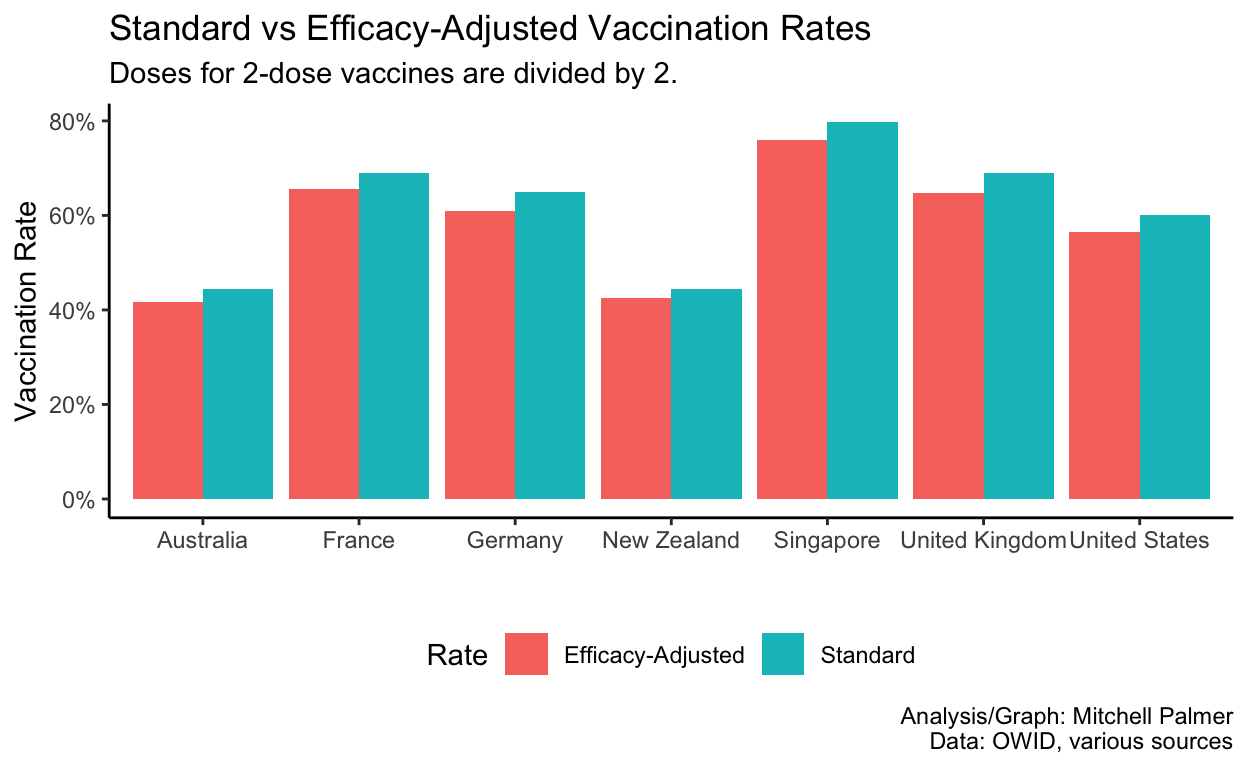 Standard vs Efficacy-Adjusted Vaccination Rates
Doses for 2-dose vaccines are divided by 2.
Vaccination Rate
80%
60%
40%
20%
0%
Australia
France
Germany
New Zealand
Singapore
United Kingdom
United States
Rate
Efficacy-Adjusted
Standard
Analysis/Graph: Mitchell Palmer
Data: OWID, various sources